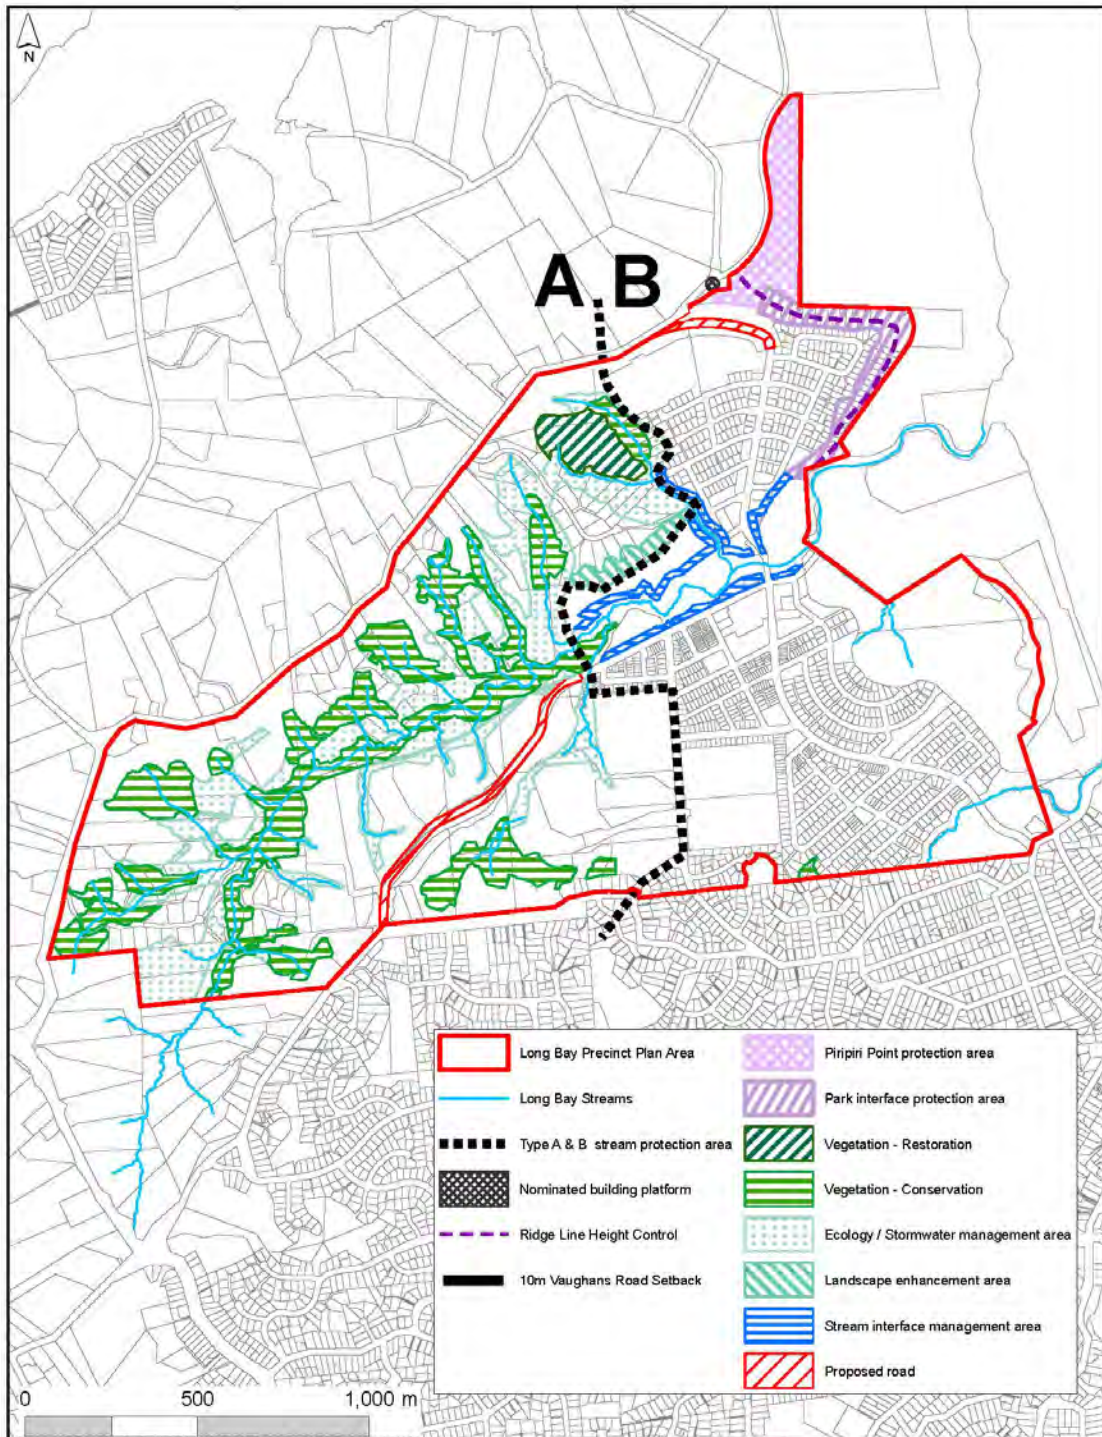 N
A B
Long Bay Precinct Plan Area
Long Bay Streams
Type A & B stream protection area
Nominated building platform
Ridge Line Height Control
10m Vaughans Road Setback
Piripiri Point protection area
Park interface protection area
Vegetation - Restoration
Vegetation - Conservation
Ecology / Stormwater management area
Landscape enhancement area
Stream interface management area
Proposed road
0 500 1,000 m